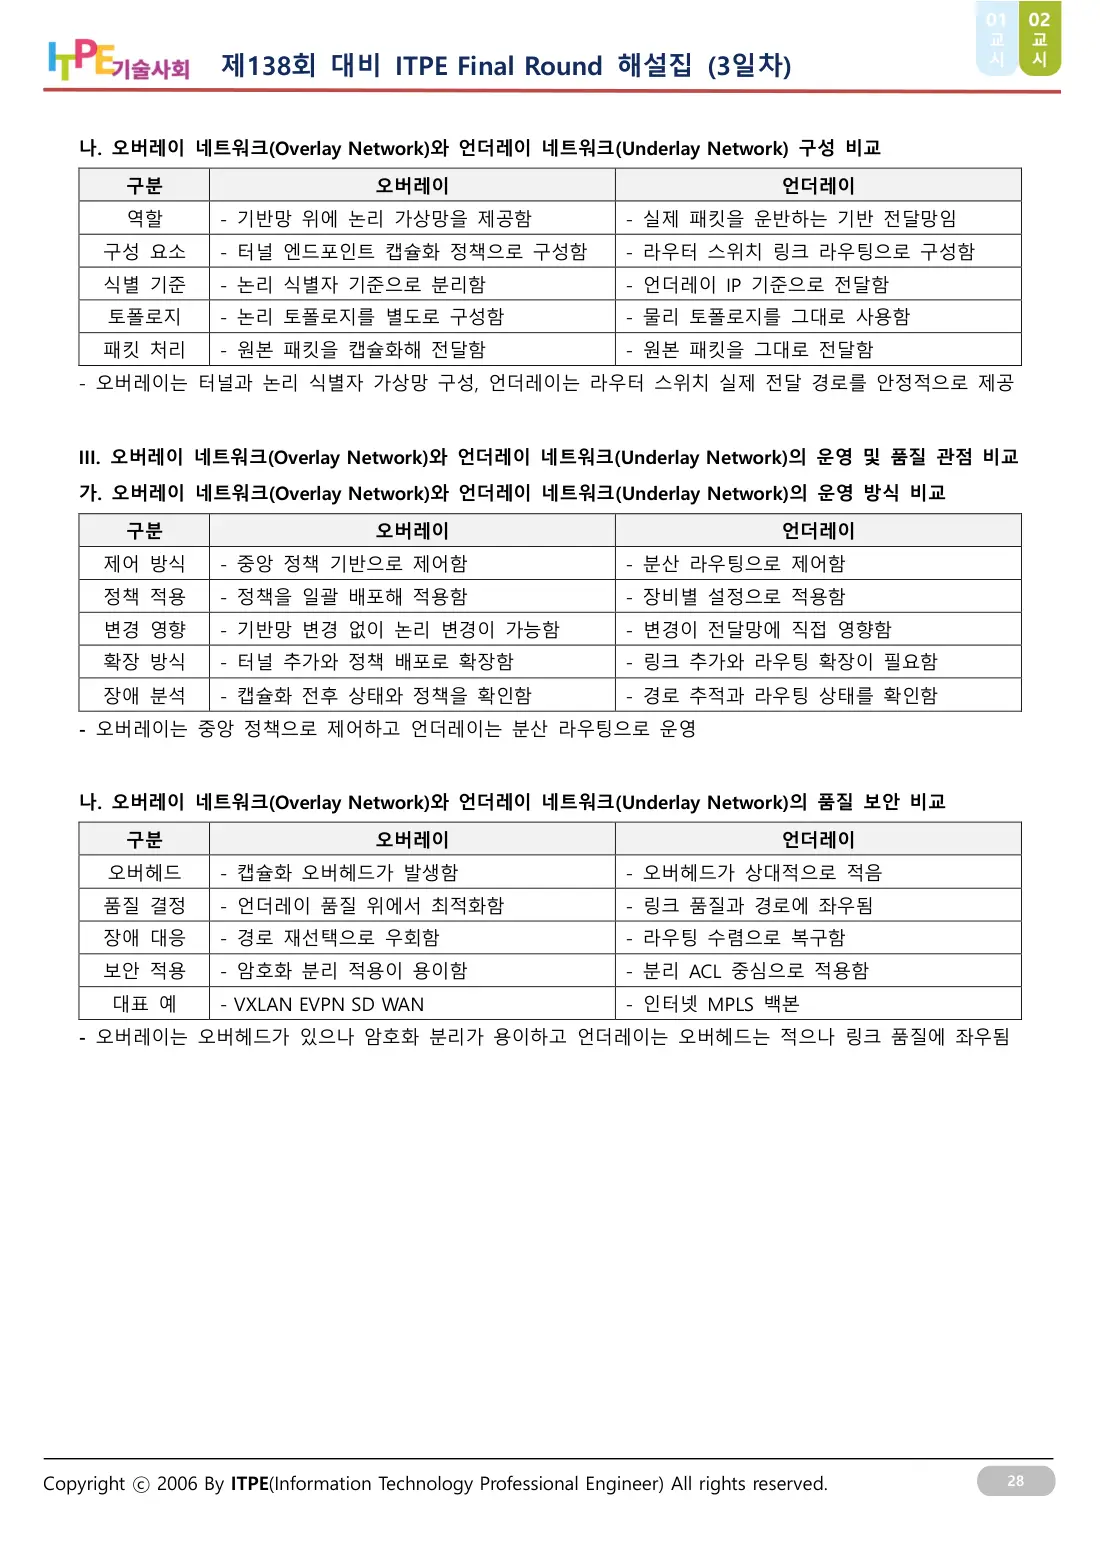 01
교
시
02
교
시
ITPE기술사회 제138회 대비 ITPE Final Round 해설집 (3일차)
나. 오버레이 네트워크(Overlay Network)와 언더레이 네트워크(Underlay Network) 구성 비교
구분 오버레이 언더레이
역할 - 기반망 위에 논리 가상망을 제공함 - 실제 패킷을 운반하는 기반 전달망임
구성 요소 - 터널 엔드포인트 캡슐화 정책으로 구성함 - 라우터 스위치 링크 라우팅으로 구성함
식별 기준 - 논리 식별자 기준으로 분리함 - 언더레이 IP 기준으로 전달함
토폴로지 - 논리 토폴로지를 별도로 구성함 - 물리 토폴로지를 그대로 사용함
패킷 처리 - 원본 패킷을 캡슐화해 전달함 - 원본 패킷을 그대로 전달함
- 오버레이는 터널과 논리 식별자 가상망 구성, 언더레이는 라우터 스위치 실제 전달 경로를 안정적으로 제공
III. 오버레이 네트워크(Overlay Network)와 언더레이 네트워크(Underlay Network)의 운영 및 품질 관점 비교
가. 오버레이 네트워크(Overlay Network)와 언더레이 네트워크(Underlay Network)의 운영 방식 비교
구분 오버레이 언더레이
제어 방식 - 중앙 정책 기반으로 제어함 - 분산 라우팅으로 제어함
정책 적용 - 정책을 일괄 배포해 적용함 - 장비별 설정으로 적용함
변경 영향 - 기반망 변경 없이 논리 변경이 가능함 - 변경이 전달망에 직접 영향함
확장 방식 - 터널 추가와 정책 배포로 확장함 - 링크 추가와 라우팅 확장이 필요함
장애 분석 - 캡슐화 전후 상태와 정책을 확인함 - 경로 추적과 라우팅 상태를 확인함
- 오버레이는 중앙 정책으로 제어하고 언더레이는 분산 라우팅으로 운영
나. 오버레이 네트워크(Overlay Network)와 언더레이 네트워크(Underlay Network)의 품질 보안 비교
구분 오버레이 언더레이
오버헤드 - 캡슐화 오버헤드가 발생함 - 오버헤드가 상대적으로 적음
품질 결정 - 언더레이 품질 위에서 최적화함 - 링크 품질과 경로에 좌우됨
장애 대응 - 경로 재선택으로 우회함 - 라우팅 수렴으로 복구함
보안 적용 - 암호화 분리 적용이 용이함 - 분리 ACL 중심으로 적용함
대표 예 - VXLAN EVPN SD WAN - 인터넷 MPLS 백본
- 오버레이는 오버헤드가 있으나 암호화 분리가 용이하고 언더레이는 오버헤드는 적으나 링크 품질에 좌우됨
Copyright ⓒ 2006 By ITPE(Information Technology Professional Engineer) All rights reserved. 28